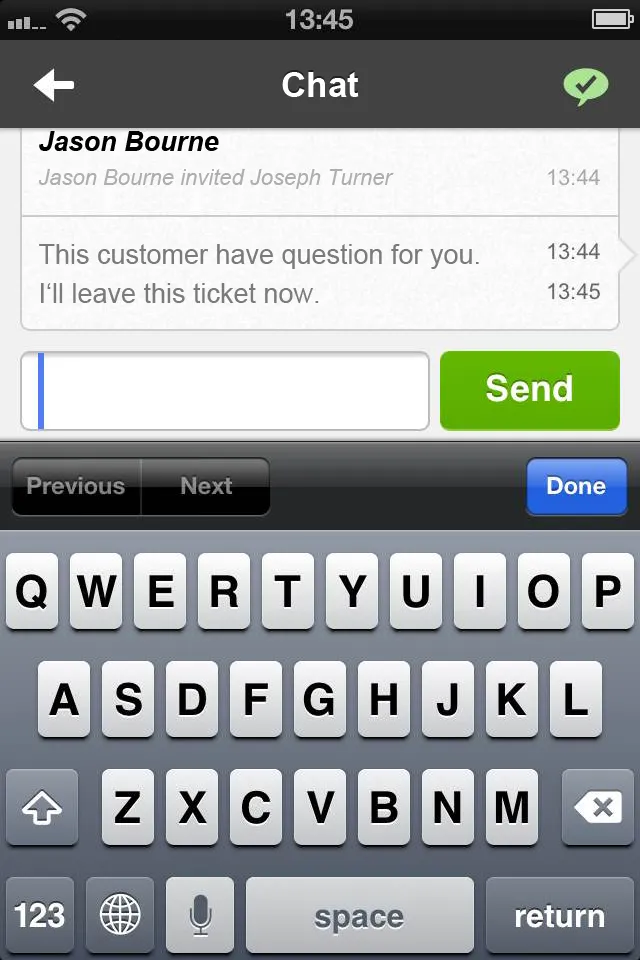 13:45
Chat
Jason Bourne
Jason Bourne invited Joseph Turner 13:44
This customer have question for you. 13:44
I‘ll leave this ticket now. 13:45
Send
Previous Next Done
Q W E R T Y U I O P
A S D F G H J K L
Z X C V B N M
123 space return